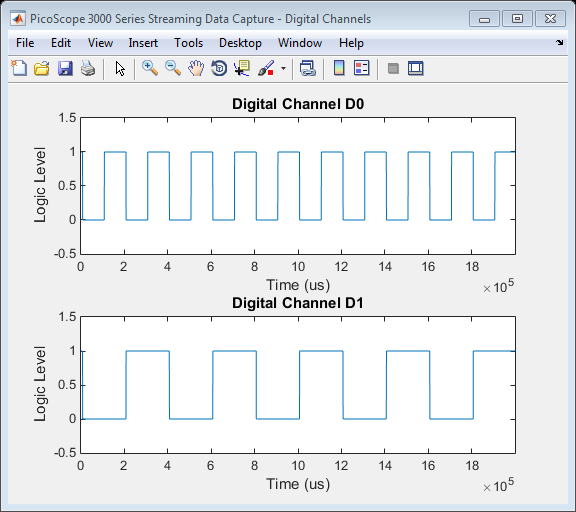 PicoScope 3000 Series Streaming Data Capture - Digital Channels
File Edit View Insert Tools Desktop Window Help
Digital Channel D0
1.5
1
0.5
0
-0.5
Logic Level
0 2 4 6 8 10 12 14 16 18
Time (us)
×10^5
Digital Channel D1
1.5
1
0.5
0
-0.5
Logic Level
0 2 4 6 8 10 12 14 16 18
Time (us)
×10^5